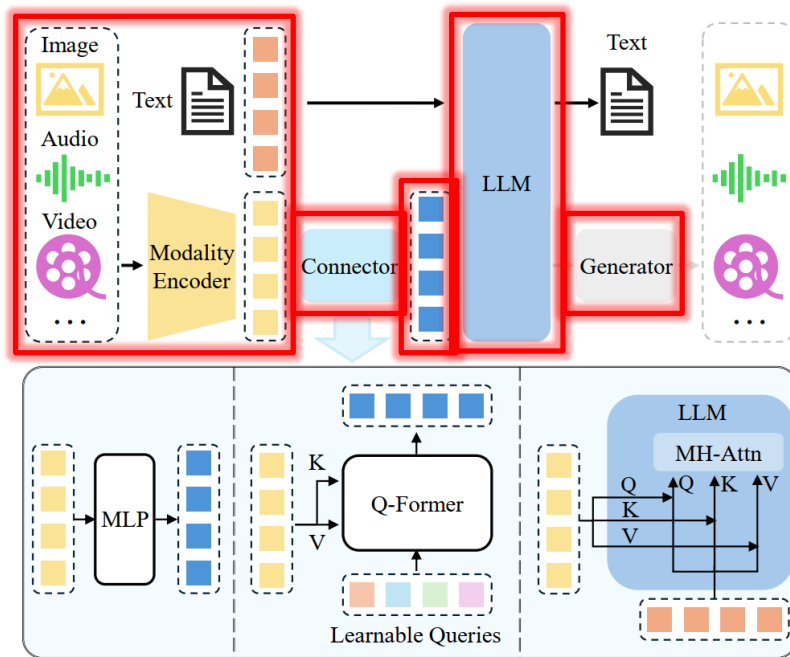 Image
Text
Audio
Video
...
Modality
Encoder
Connector
LLM
Text
Generator
...
MLP
K
V
Q-Former
Learnable Queries
LLM
MH-Attn
Q
K
V
Q
K
V